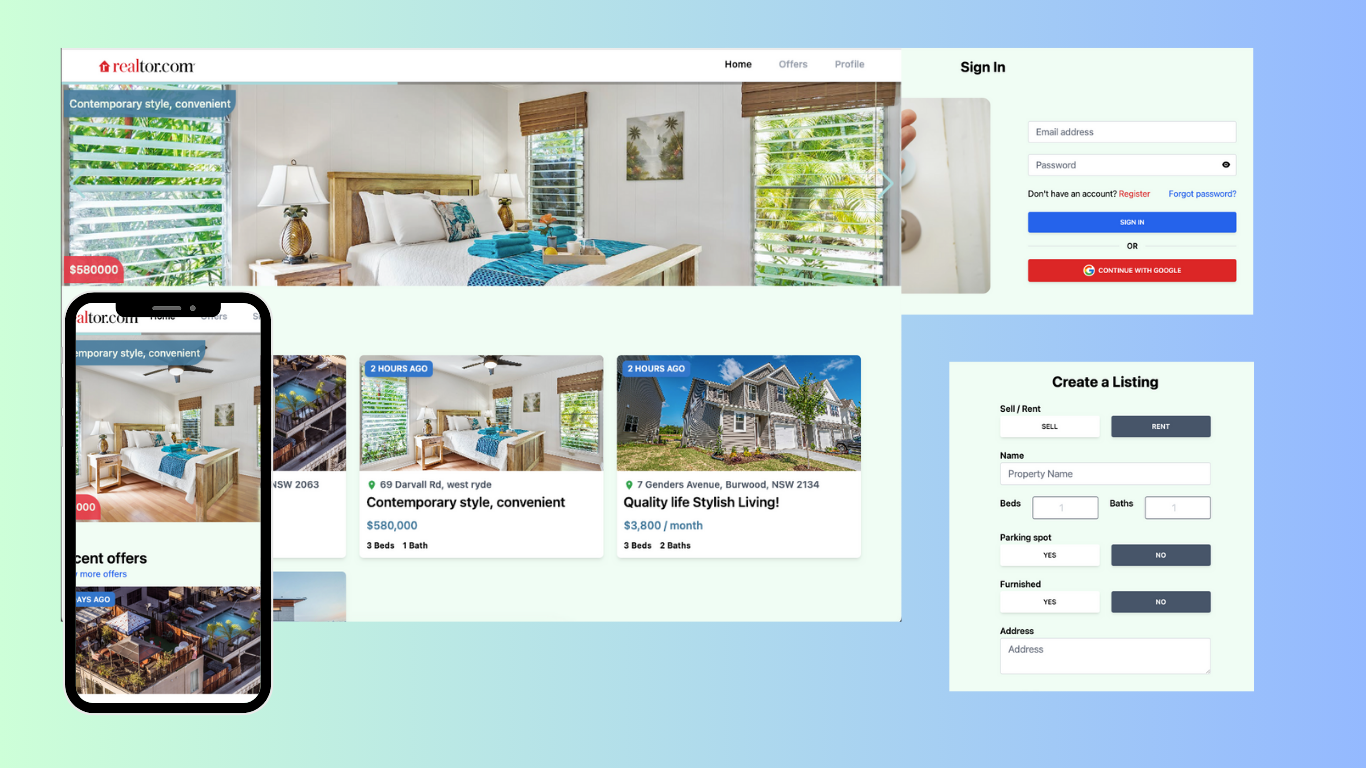 realtor.com
Home Offers Profile
Contemporary style, convenient
$580000
Sign In
Email address
Password
Don't have an account? Register Forgot password?
SIGN IN
OR
CONTINUE WITH GOOGLE
altor.com Home Offers S
emporary style, convenient
000
cent offers
more offers
AYS AGO
NSW 2063
2 HOURS AGO
69 Darvall Rd, west ryde
Contemporary style, convenient
$580,000
3 Beds 1 Bath
2 HOURS AGO
7 Genders Avenue, Burwood, NSW 2134
Quality life Stylish Living!
$3,800 / month
3 Beds 2 Baths
Create a Listing
Sell / Rent
SELL RENT
Name
Property Name
Beds 1 Baths 1
Parking spot
YES NO
Furnished
YES NO
Address
Address